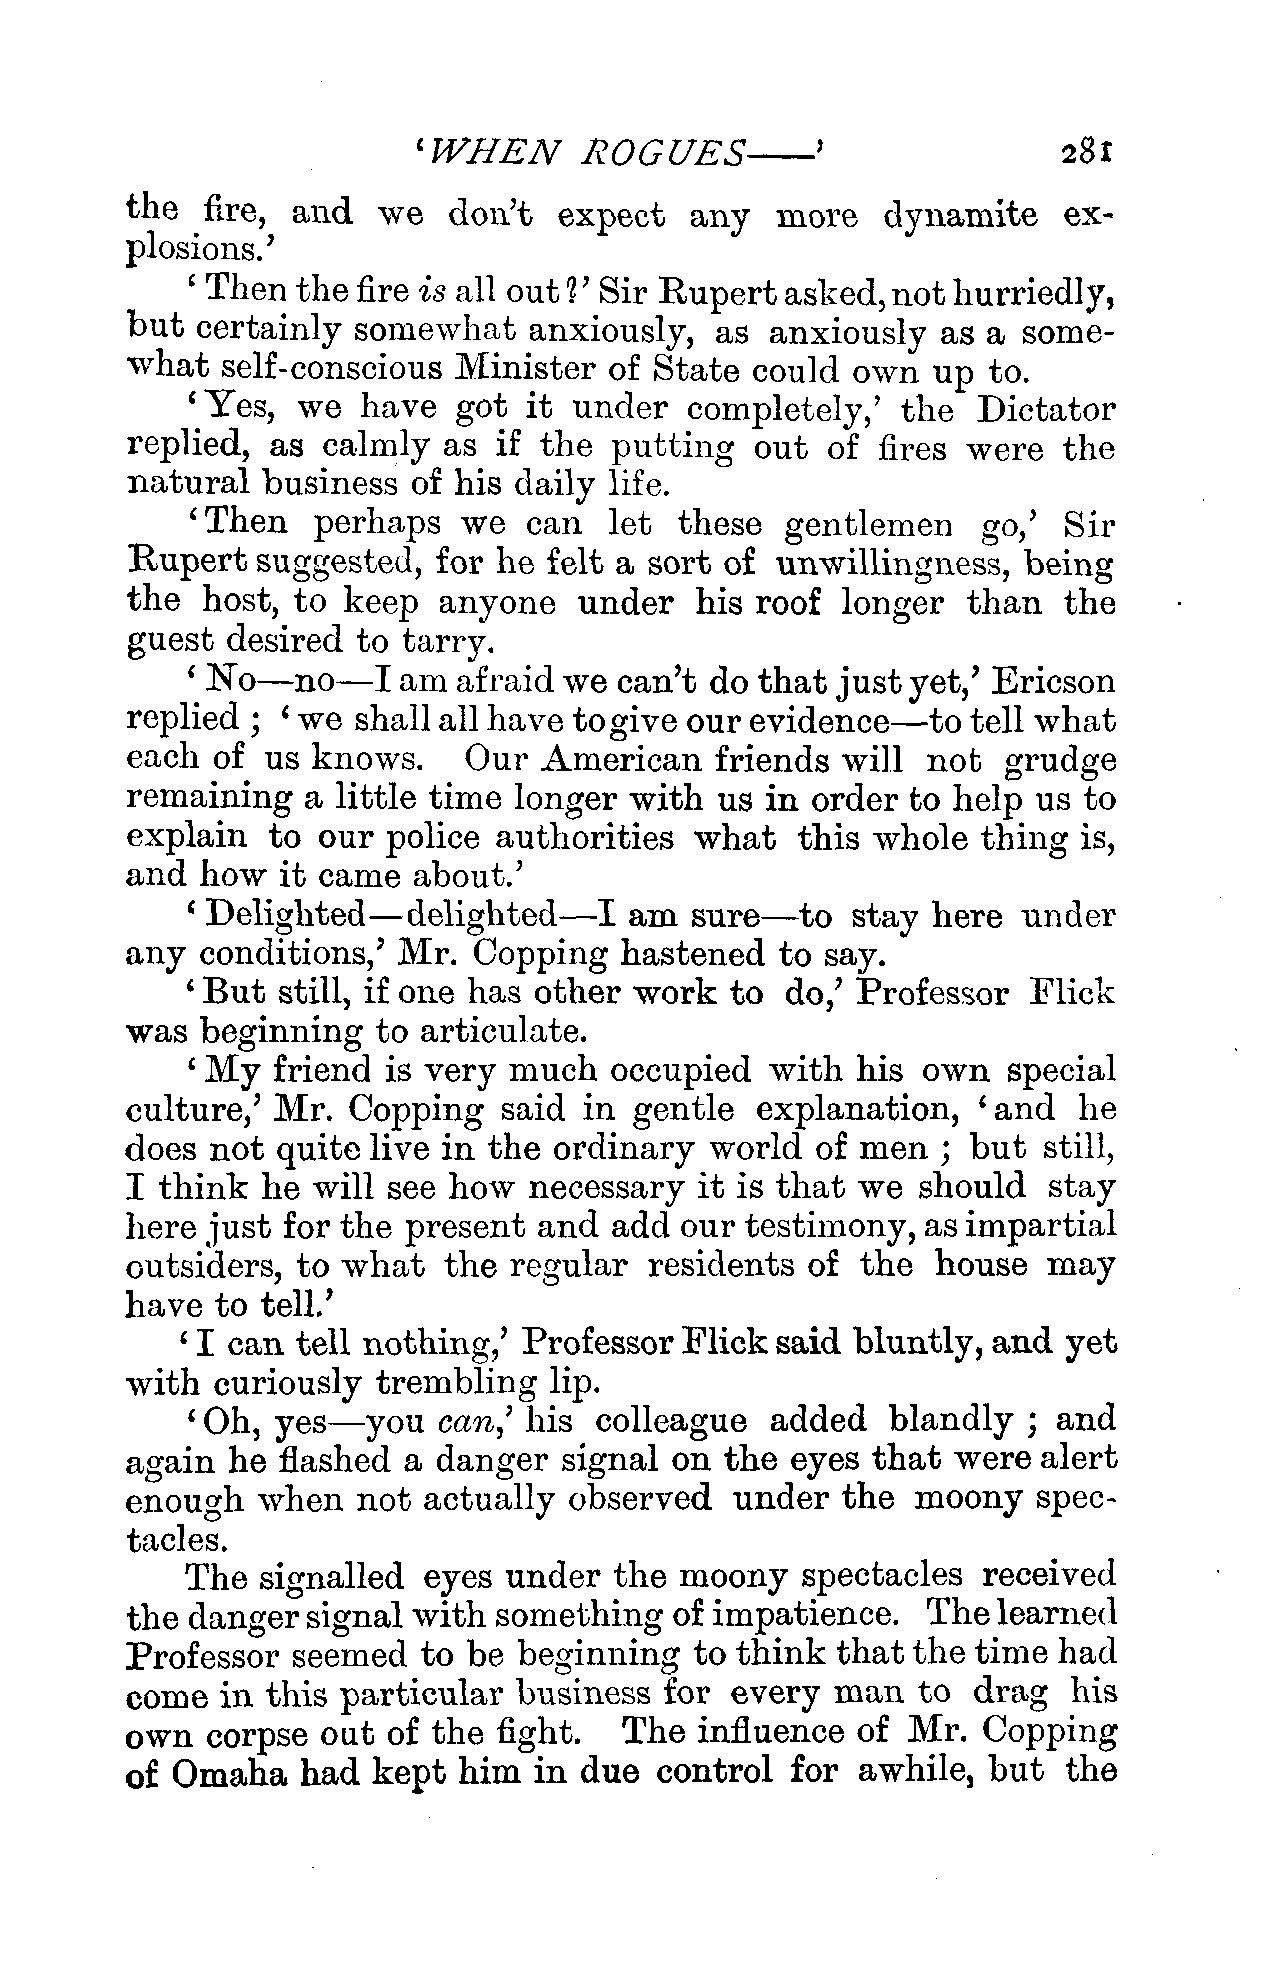 'WHEN ROGUES——' 281
the fire, and we don't expect any more dynamite ex-
plosions.'
'Then the fire is all out?' Sir Rupert asked, not hurriedly,
but certainly somewhat anxiously, as anxiously as a some-
what self-conscious Minister of State could own up to.
'Yes, we have got it under completely,' the Dictator
replied, as calmly as if the putting out of fires were the
natural business of his daily life.
'Then perhaps we can let these gentlemen go,' Sir
Rupert suggested, for he felt a sort of unwillingness, being
the host, to keep anyone under his roof longer than the
guest desired to tarry.
'No—no—I am afraid we can't do that just yet,' Ericson
replied ; 'we shall all have to give our evidence—to tell what
each of us knows. Our American friends will not grudge
remaining a little time longer with us in order to help us to
explain to our police authorities what this whole thing is,
and how it came about.'
'Delighted—delighted—I am sure—to stay here under
any conditions,' Mr. Copping hastened to say.
'But still, if one has other work to do,' Professor Flick
was beginning to articulate.
'My friend is very much occupied with his own special
culture,' Mr. Copping said in gentle explanation, 'and he
does not quite live in the ordinary world of men ; but still,
I think he will see how necessary it is that we should stay
here just for the present and add our testimony, as impartial
outsiders, to what the regular residents of the house may
have to tell.'
'I can tell nothing,' Professor Flick said bluntly, and yet
with curiously trembling lip.
'Oh, yes—you can,' his colleague added blandly ; and
again he flashed a danger signal on the eyes that were alert
enough when not actually observed under the moony spec-
tacles.
The signalled eyes under the moony spectacles received
the danger signal with something of impatience. The learned
Professor seemed to be beginning to think that the time had
come in this particular business for every man to drag his
own corpse out of the fight. The influence of Mr. Copping
of Omaha had kept him in due control for awhile, but the